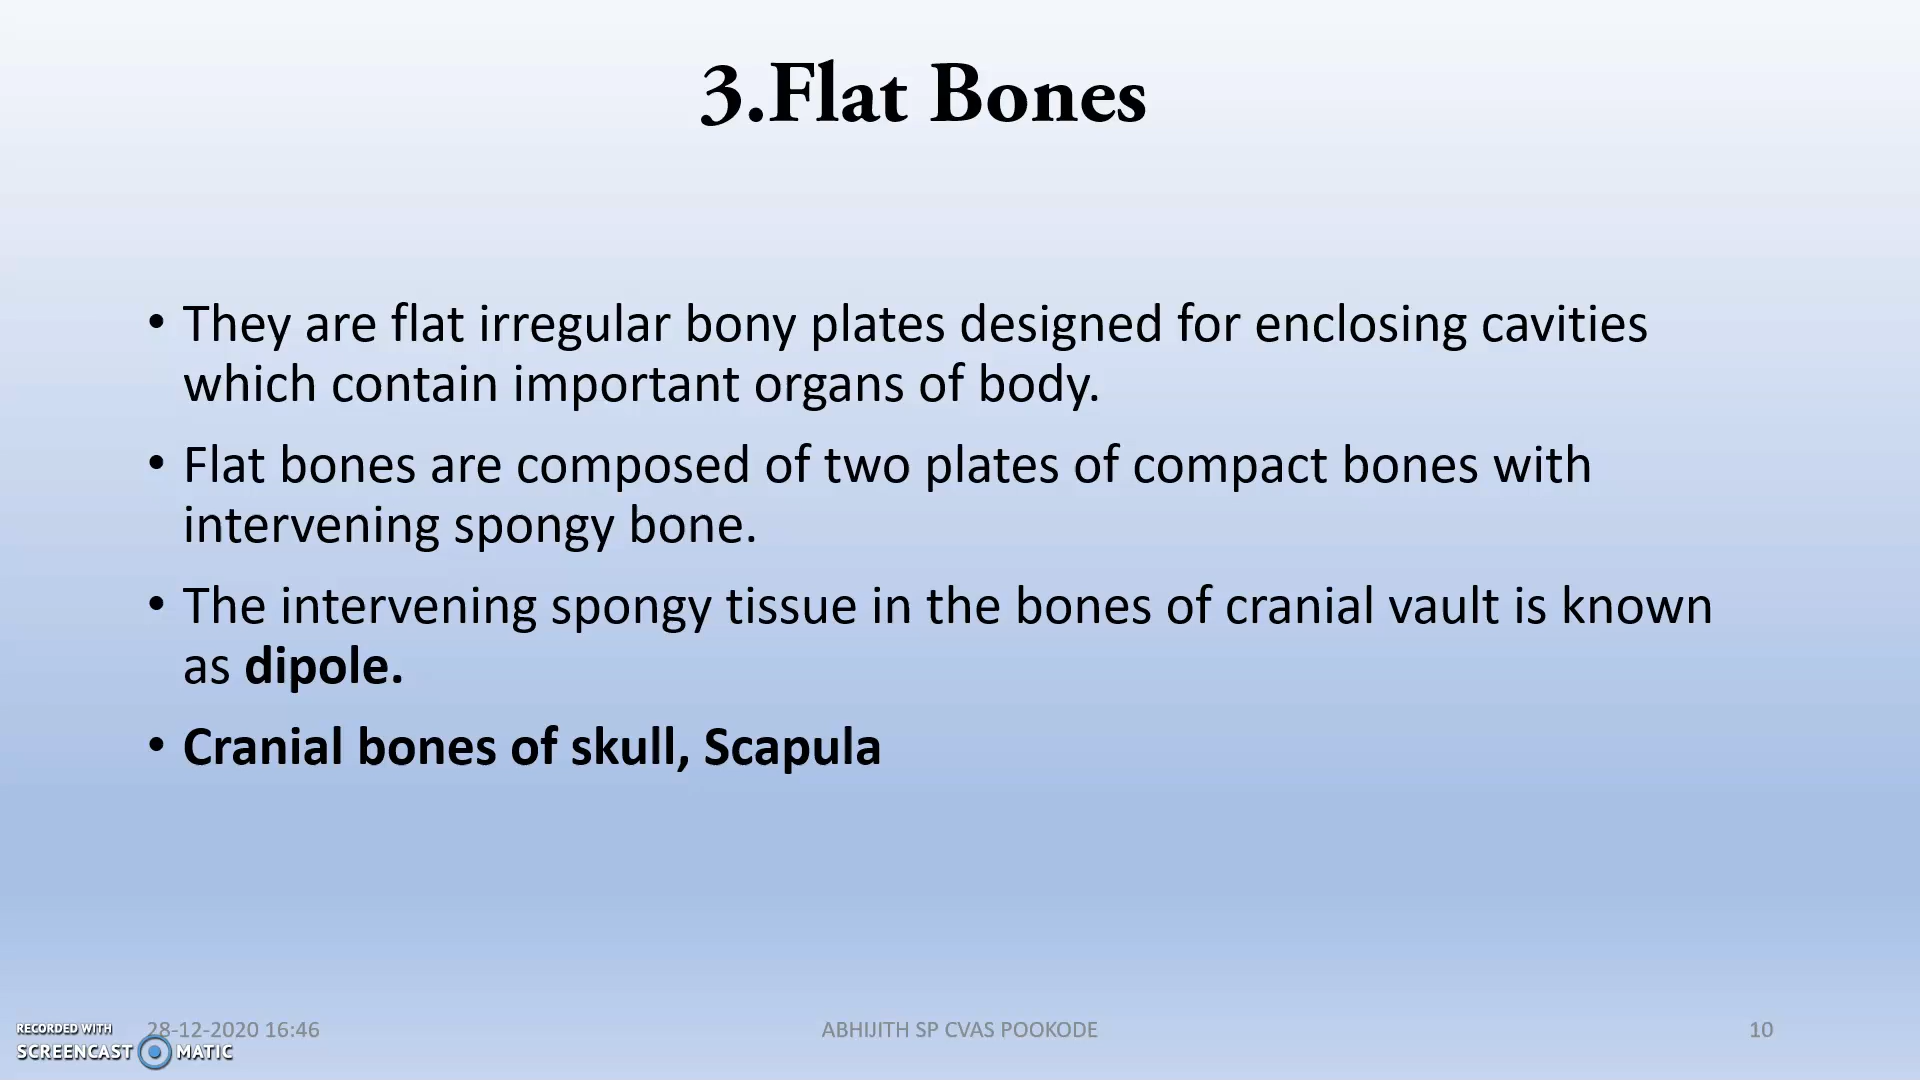 3.Flat Bones
• They are flat irregular bony plates designed for enclosing cavities
which contain important organs of body.
• Flat bones are composed of two plates of compact bones with
intervening spongy bone.
• The intervening spongy tissue in the bones of cranial vault is known
as dipole.
• Cranial bones of skull, Scapula
28-12-2020 16:46
ABHIJITH SP CVAS POOKODE
10
RECORDED WITH
SCREENCAST MATIC